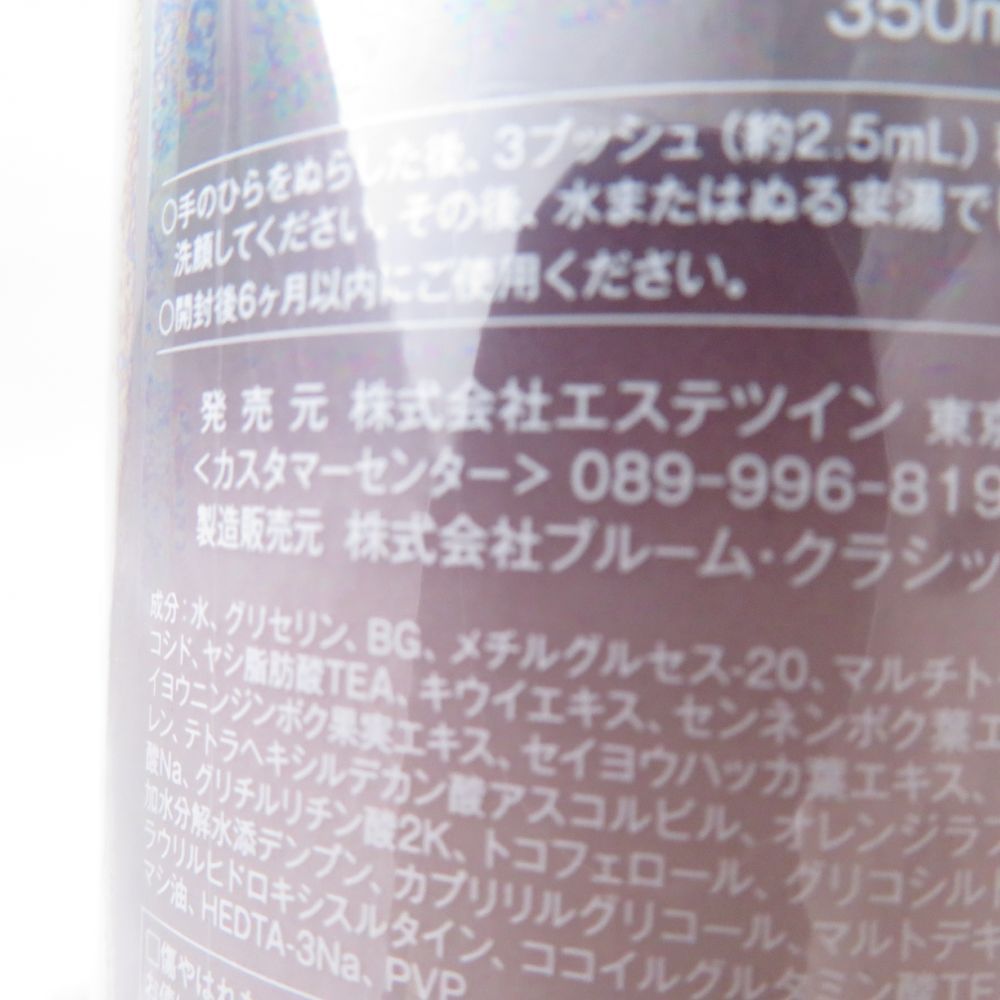 350m
○手のひらをぬらした後、3プッシュ(約2.5mL)
洗顔してください。その後、水またはぬるま湯で
○開封後6ヶ月以内にご使用ください。
発売元 株式会社エステツイン 東京
<カスタマーセンター> 089-996-819
製造販売元 株式会社ブルーム・クラシッ
成分:水、グリセリン、BG、メチルグルセス-20、マルチト
コシド、ヤシ脂肪酸TEA、キウイエキス、センネンボク葉エ
イヨウニンジンボク果実エキス、セイヨウハッカ葉エキス、
レン、テトラヘキシルデカン酸アスコルビル、オレンジラフ
酸Na、グリチルリチン酸2K、トコフェロール、グリコシルト
加水分解水添デンプン、カプリリルグリコール、マルトデキ
ラウリルヒドロキシスルタイン、ココイルグルタミン酸TE
マシ油、HEDTA-3Na、PVP
□傷やはれ